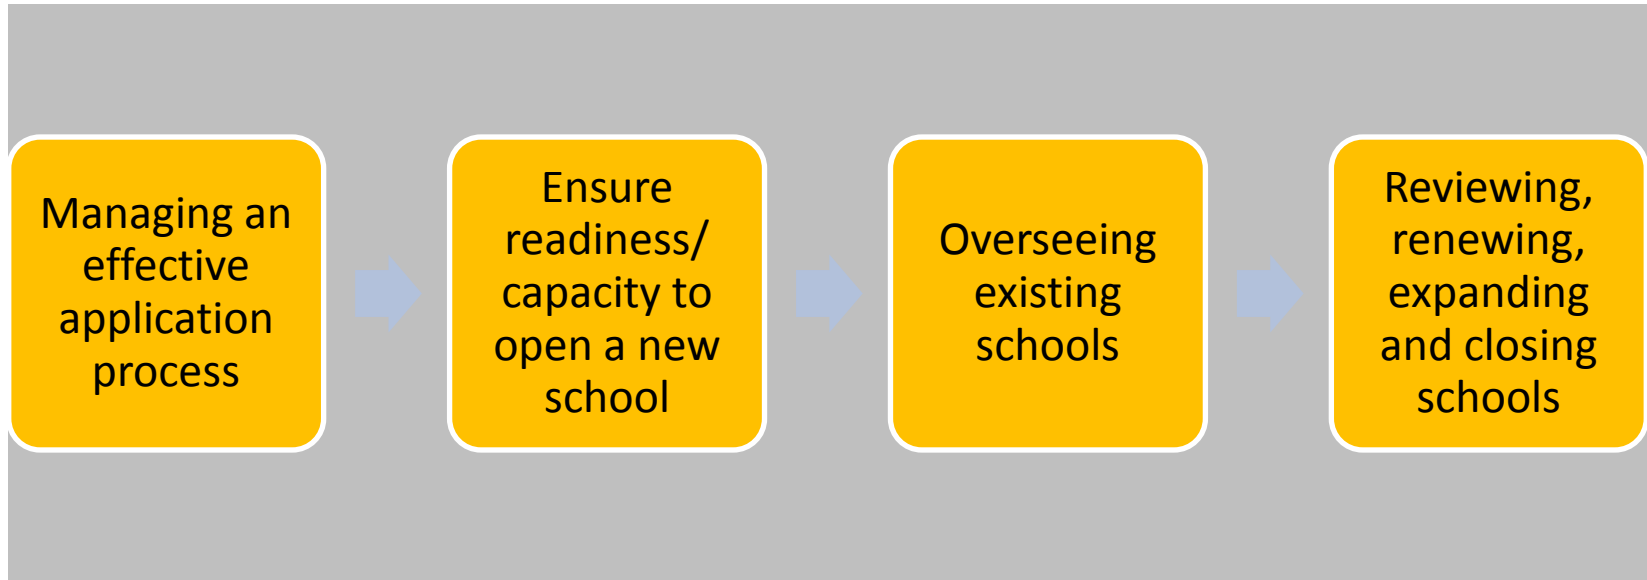 Managing an
effective
application
process
Ensure
readiness/
capacity to
open a new
school
Overseeing
existing
schools
Reviewing,
renewing,
expanding
and closing
schools